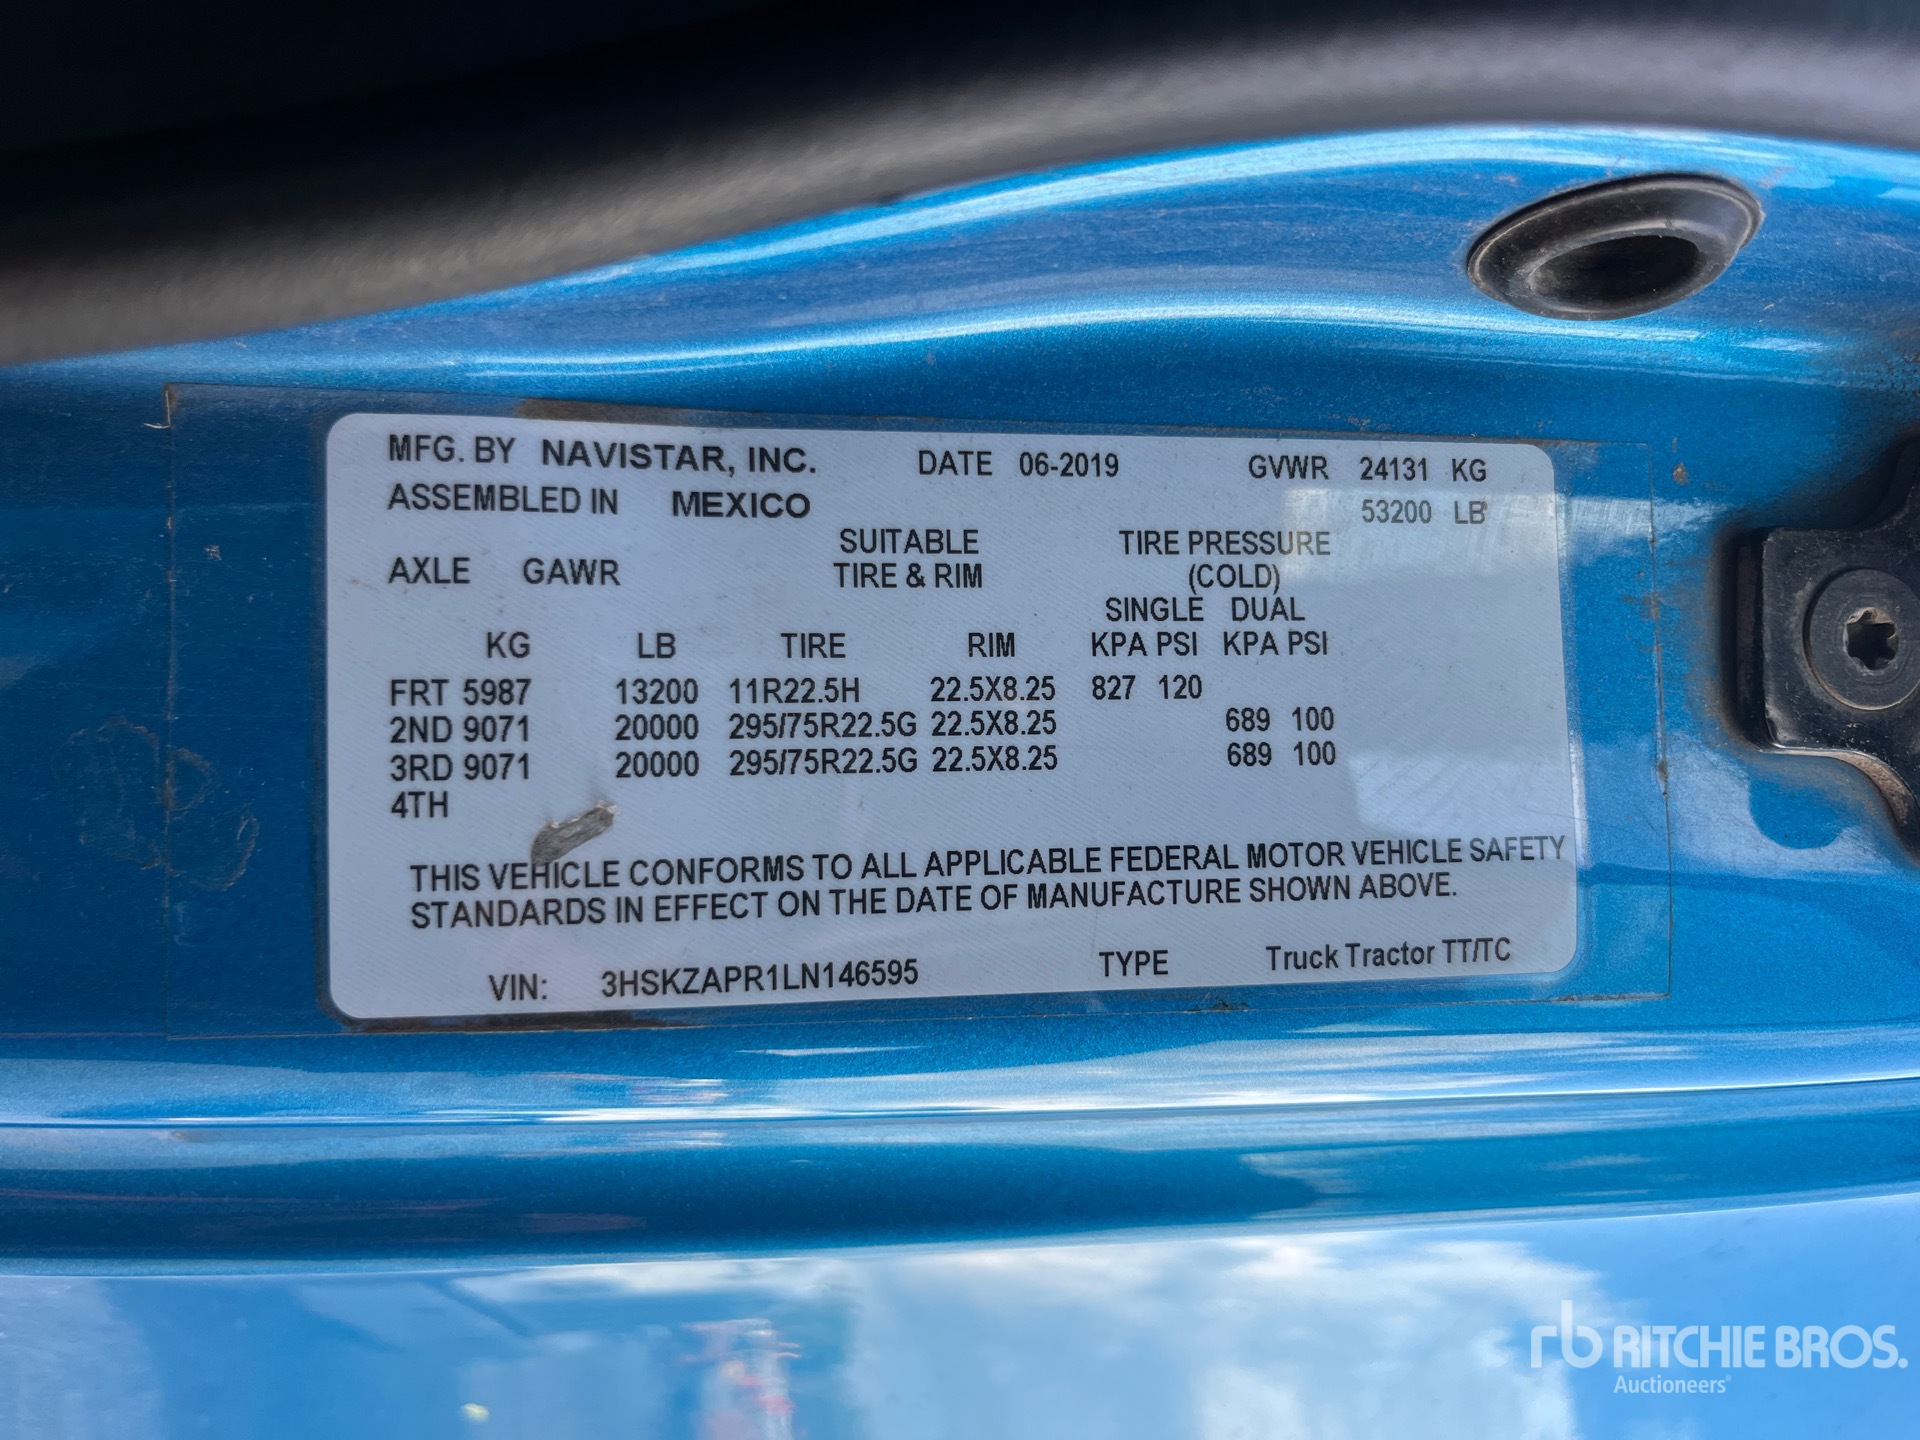 MFG. BY NAVISTAR, INC. DATE 06-2019 GVWR 24131 KG
ASSEMBLED IN MEXICO 53200 LB
AXLE GAWR SUITABLE TIRE & RIM TIRE PRESSURE (COLD)
SINGLE DUAL
KG LB TIRE RIM KPA PSI KPA PSI
FRT 5987 13200 11R22.5H 22.5X8.25 827 120
2ND 9071 20000 295/75R22.5G 22.5X8.25 689 100
3RD 9071 20000 295/75R22.5G 22.5X8.25 689 100
4TH
THIS VEHICLE CONFORMS TO ALL APPLICABLE FEDERAL MOTOR VEHICLE SAFETY
STANDARDS IN EFFECT ON THE DATE OF MANUFACTURE SHOWN ABOVE.
VIN: 3HSKZAPR1LN146595 TYPE Truck Tractor TT/TC
rb RITCHIE BROS.
Auctioneers